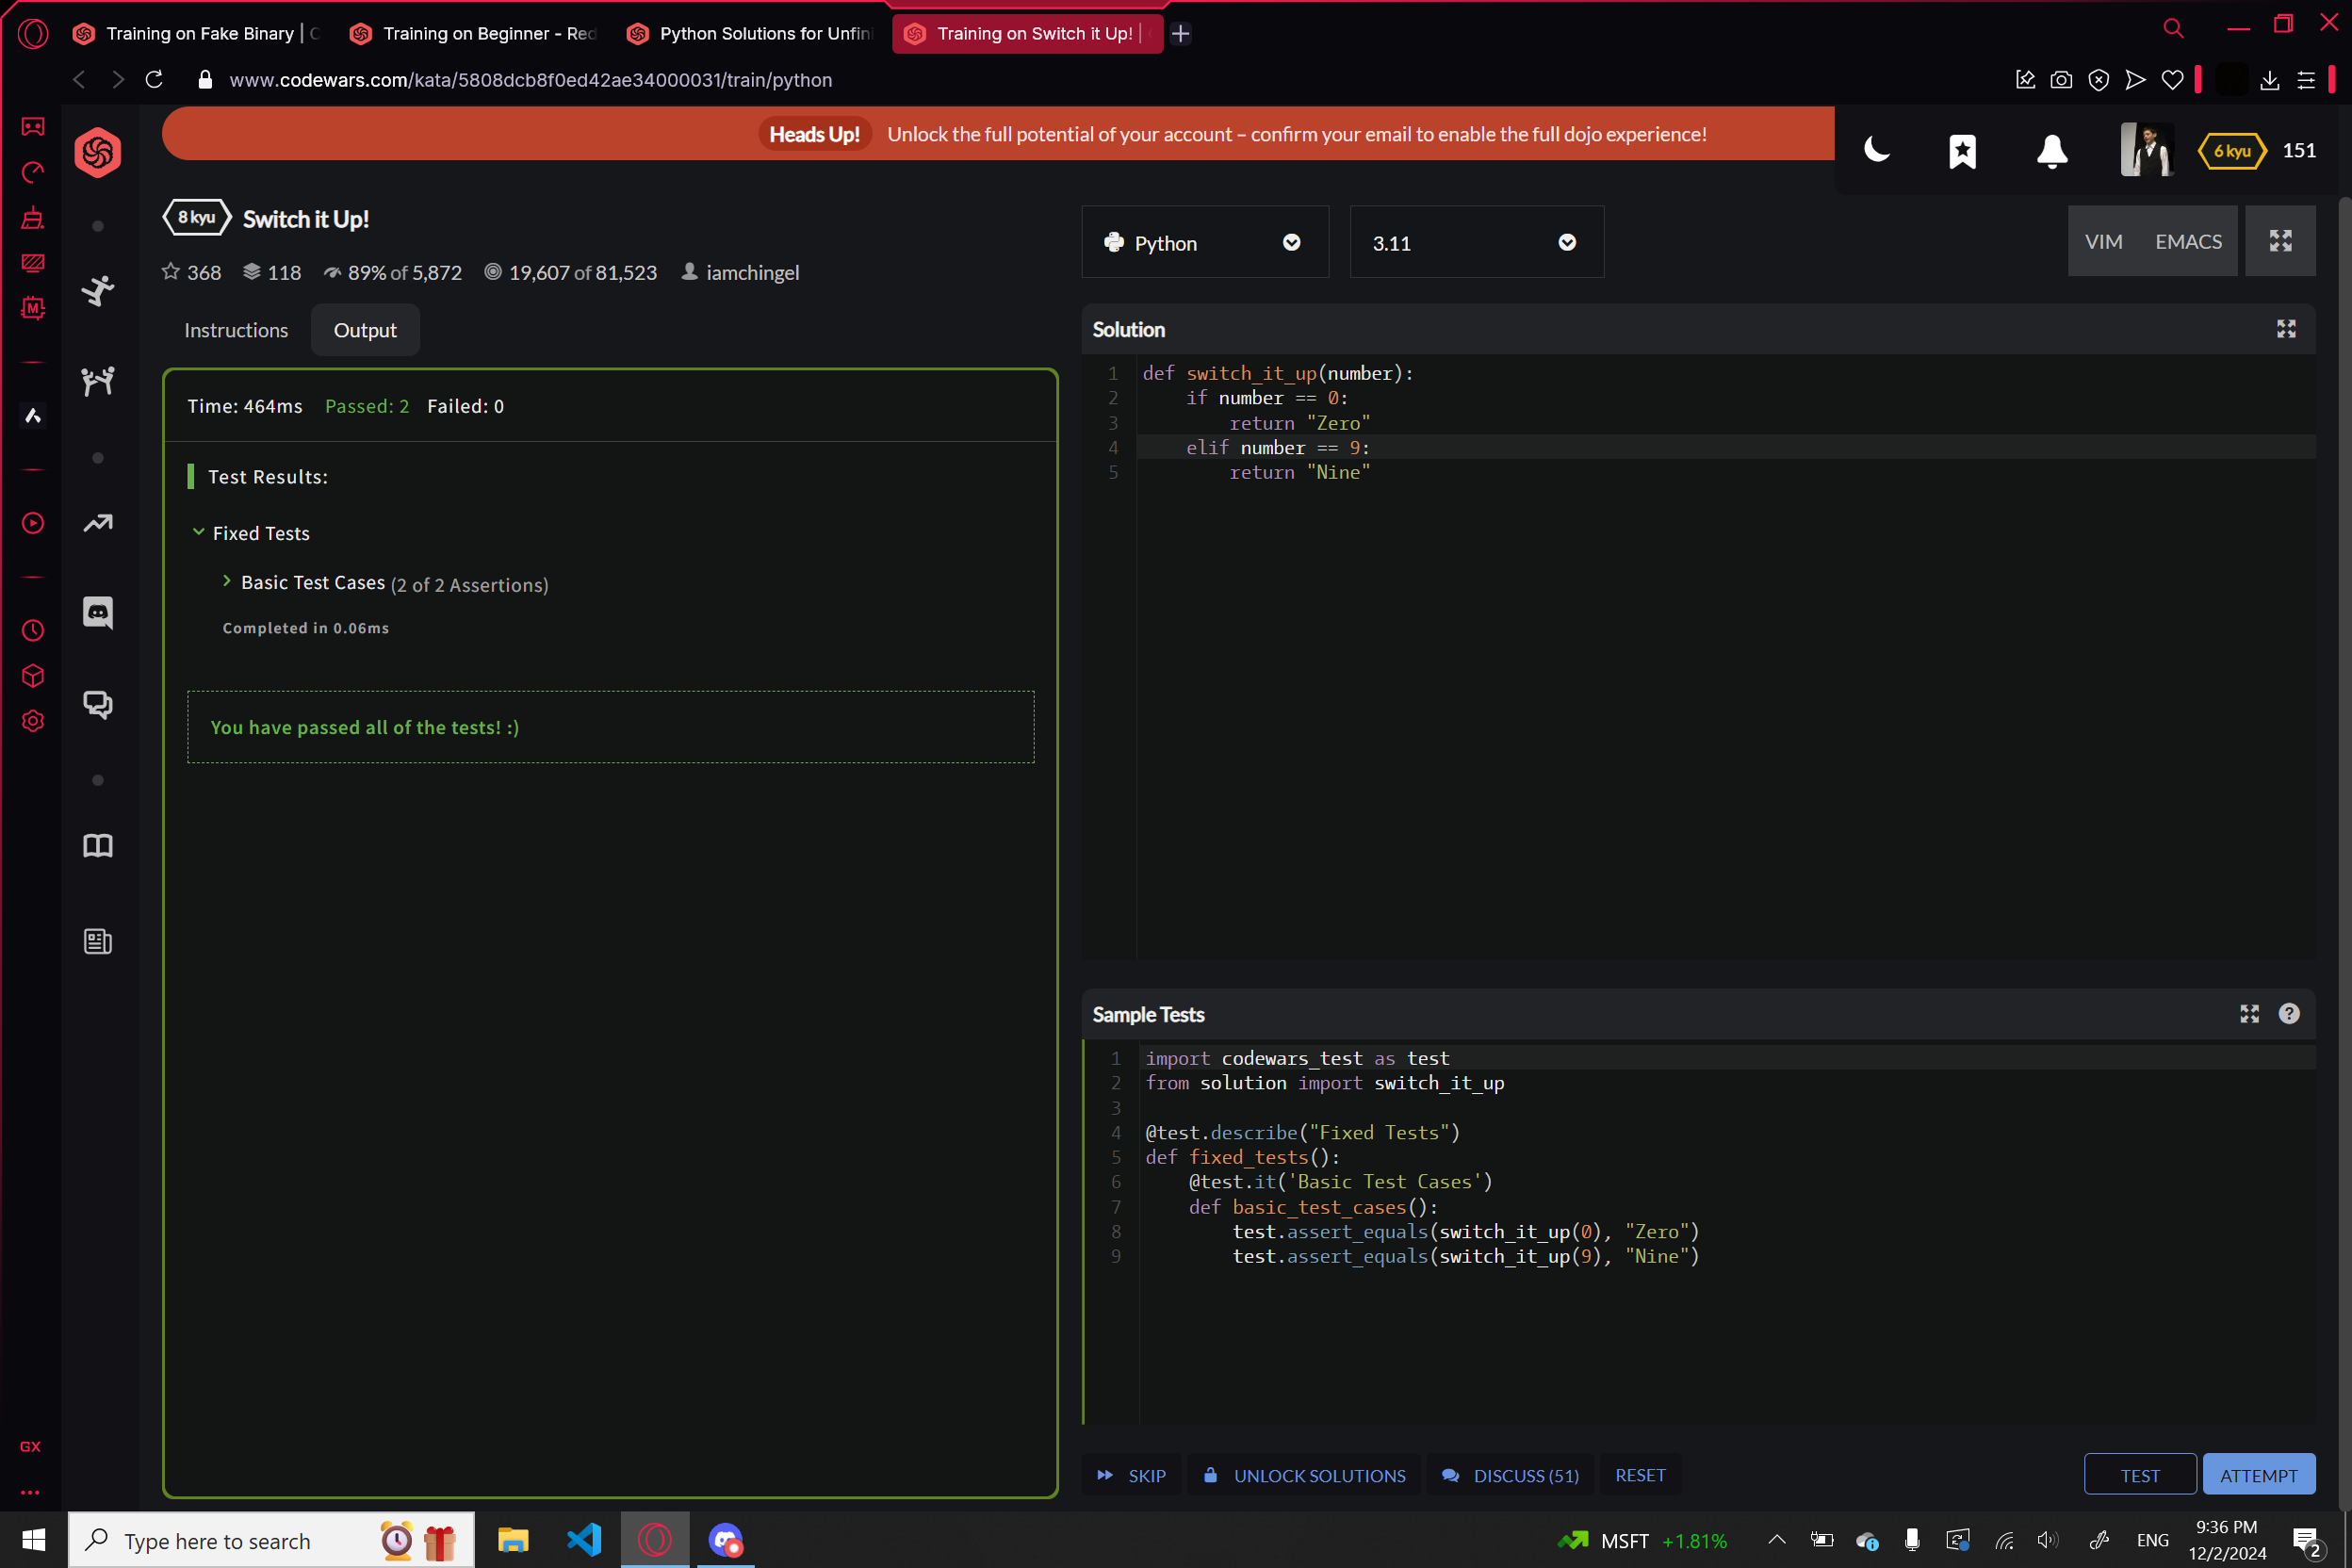 Training on Fake Binary |
Training on Beginner - Red
Python Solutions for Unfin
Training on Switch it Up! |
www.codewars.com/kata/5808dcb8f0ed42ae34000031/train/python
Heads Up! Unlock the full potential of your account – confirm your email to enable the full dojo experience!
6 kyu 151
8 kyu Switch it Up!
368 118 89% of 5,872 19,607 of 81,523 iamchingel
Instructions Output
Time: 464ms Passed: 2 Failed: 0
Test Results:
Fixed Tests
Basic Test Cases (2 of 2 Assertions)
Completed in 0.06ms
You have passed all of the tests! :)
Python 3.11 VIM EMACS
Solution
1 def switch_it_up(number):
2 if number == 0:
3 return "Zero"
4 elif number == 9:
5 return "Nine"
Sample Tests
1 import codewars_test as test
2 from solution import switch_it_up
3
4 @test.describe("Fixed Tests")
5 def fixed_tests():
6 @test.it('Basic Test Cases')
7 def basic_test_cases():
8 test.assert_equals(switch_it_up(0), "Zero")
9 test.assert_equals(switch_it_up(9), "Nine")
SKIP UNLOCK SOLUTIONS DISCUSS (51) RESET TEST ATTEMPT
GX
Type here to search
MSFT +1.81%
ENG
9:36 PM
12/2/2024
2